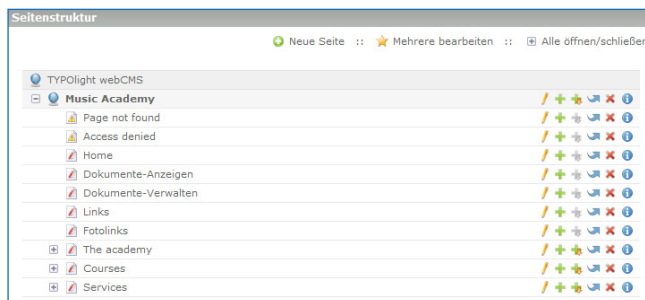 Seitenstruktur
Neue Seite :: Mehrere bearbeiten :: Alle öffnen/schließen
TYPOlight webCMS
Music Academy
Page not found
Access denied
Home
Dokumente-Anzeigen
Dokumente-Verwalten
Links
Fotolinks
The academy
Courses
Services